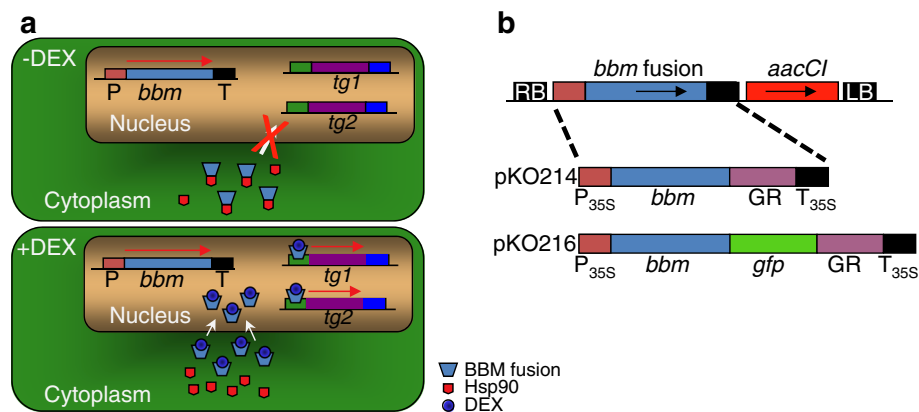 a
-DEX
P bbm T
tg1
tg2
Nucleus
Cytoplasm
+DEX
P bbm T
tg1
tg2
Nucleus
Cytoplasm
BBM fusion
Hsp90
DEX
b
bbm fusion aacCI
RB LB
pKO214
P35S bbm GR T35S
pKO216
P35S bbm gfp GR T35S